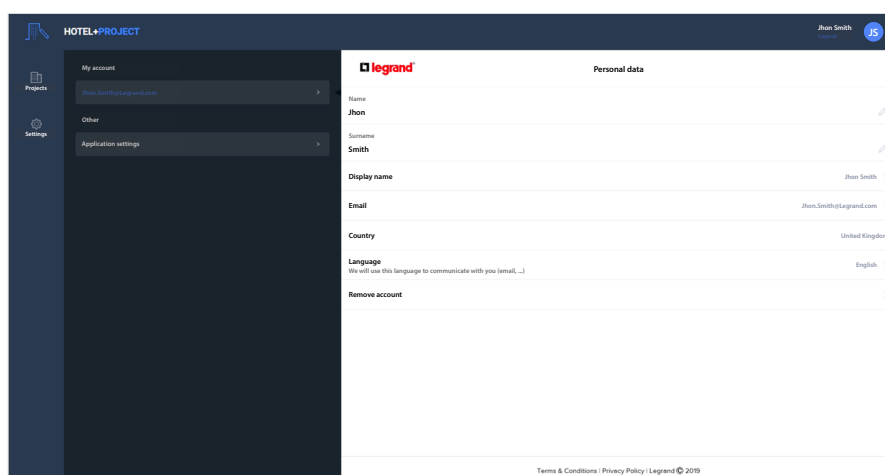 HOTEL+PROJECT
Jhon Smith
Legrand
JS
Projects
Settings
My account
Jhon.Smith@Legrand.com
Other
Application settings
legrand®
Personal data
Name
Jhon
Surname
Smith
Display name
Jhon Smith
Email
Jhon.Smith@Legrand.com
Country
United Kingdom
Language
We will use this language to communicate with you (email, ...)
English
Remove account
Terms & Conditions | Privacy Policy | Legrand © 2019